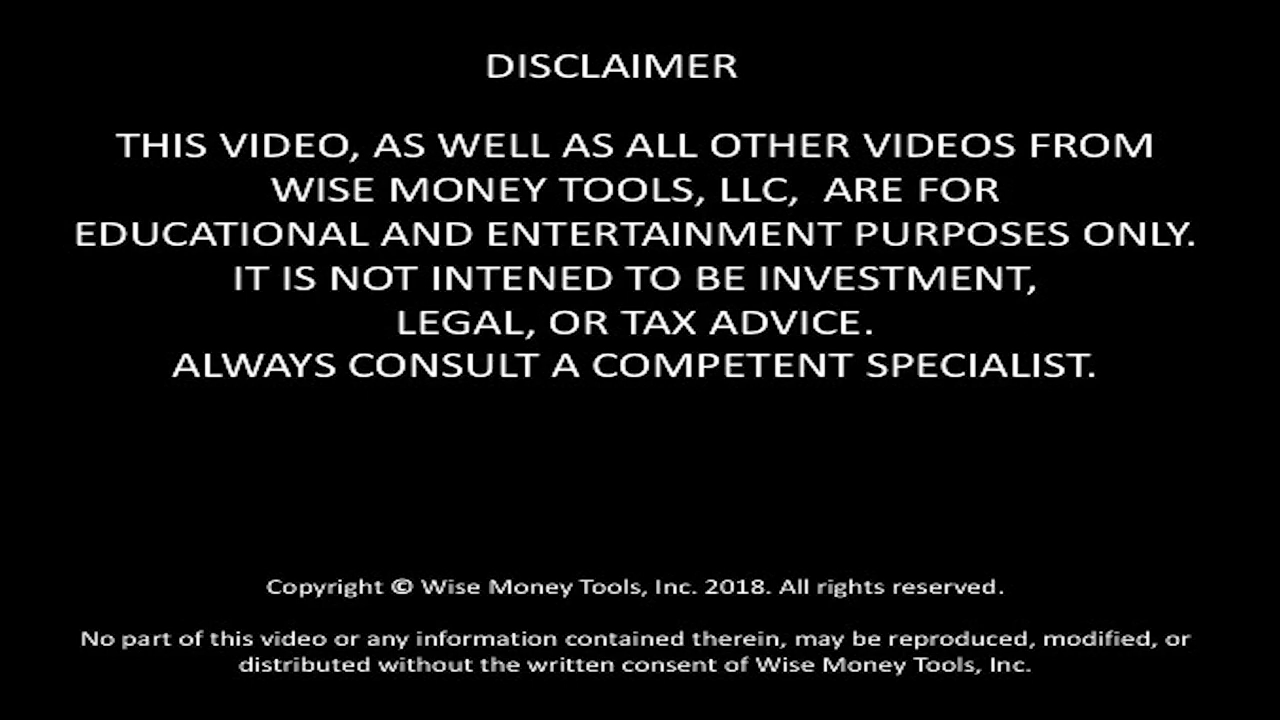 DISCLAIMER
THIS VIDEO, AS WELL AS ALL OTHER VIDEOS FROM
WISE MONEY TOOLS, LLC, ARE FOR
EDUCATIONAL AND ENTERTAINMENT PURPOSES ONLY.
IT IS NOT INTENED TO BE INVESTMENT,
LEGAL, OR TAX ADVICE.
ALWAYS CONSULT A COMPETENT SPECIALIST.
Copyright © Wise Money Tools, Inc. 2018. All rights reserved.
No part of this video or any information contained therein, may be reproduced, modified, or
distributed without the written consent of Wise Money Tools, Inc.